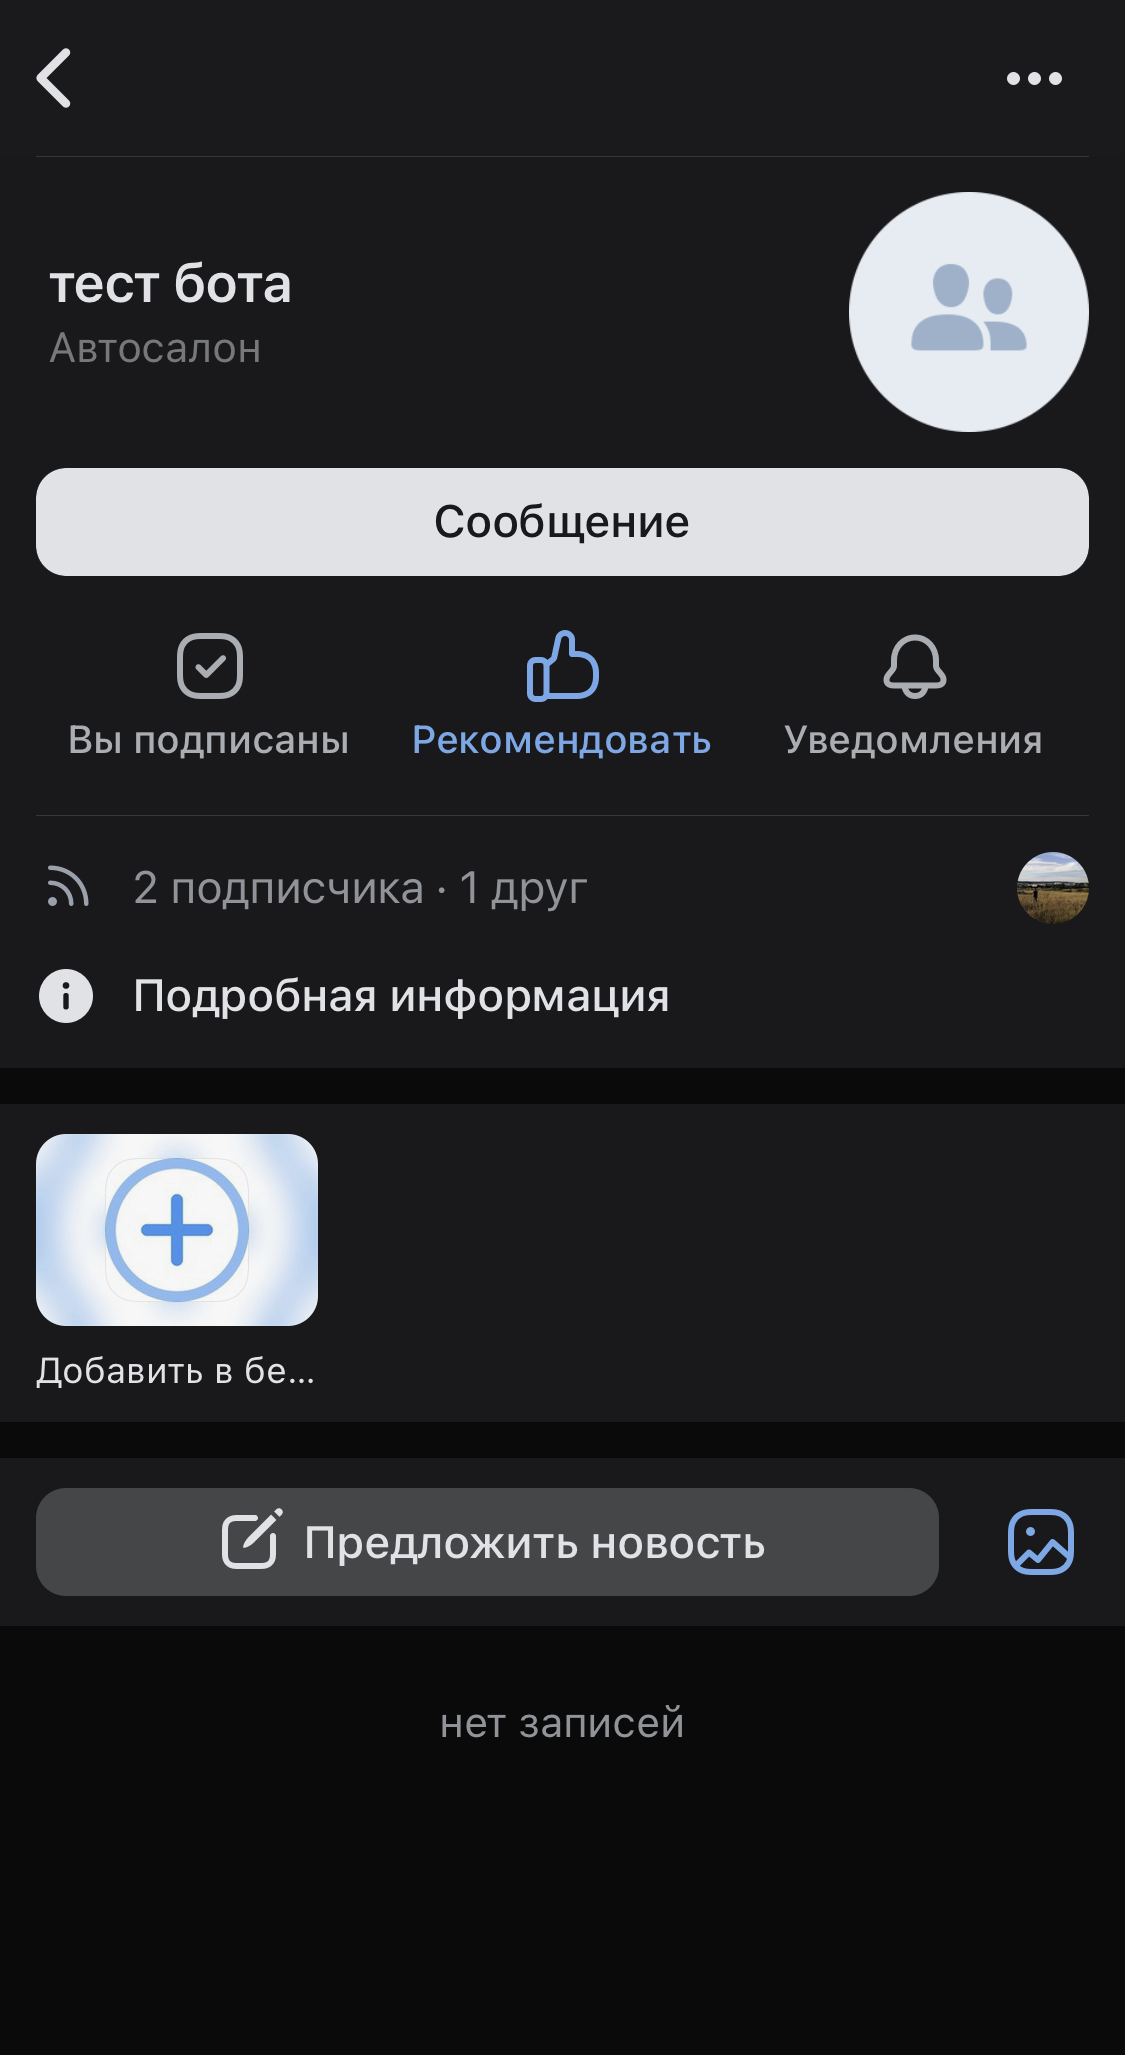 тест бота
Автосалон
Сообщение
Вы подписаны
Рекомендовать
Уведомления
2 подписчика · 1 друг
Подробная информация
Добавить в бе...
Предложить новость
нет записей